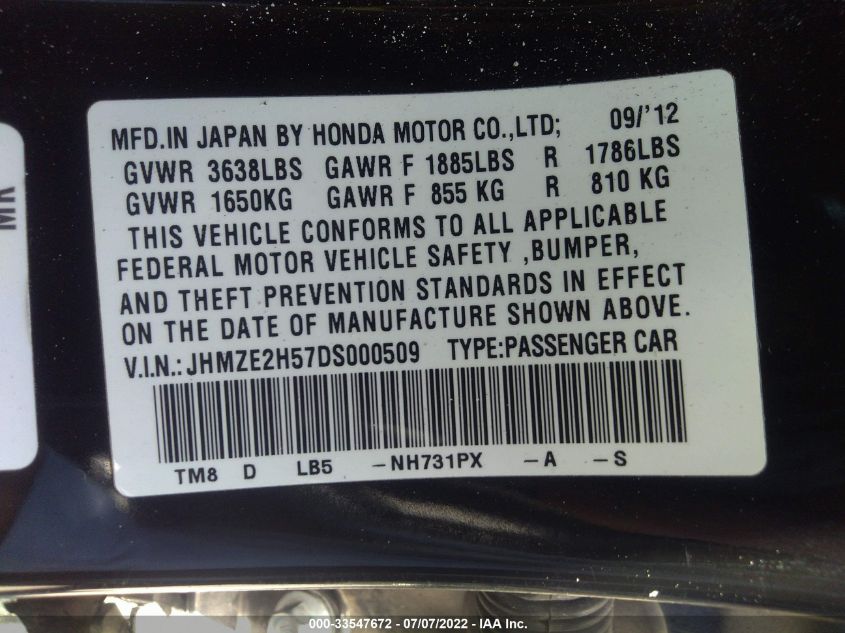 MFD.IN JAPAN BY HONDA MOTOR CO.,LTD; 09/'12
GVWR 3638LBS GAWR F 1885LBS R 1786LBS
GVWR 1650KG GAWR F 855 KG R 810 KG
THIS VEHICLE CONFORMS TO ALL APPLICABLE
FEDERAL MOTOR VEHICLE SAFETY ,BUMPER,
AND THEFT PREVENTION STANDARDS IN EFFECT
ON THE DATE OF MANUFACTURE SHOWN ABOVE.
V.I.N.:JHMZE2H57DS000509 TYPE:PASSENGER CAR
TM8 D LB5 -NH731PX -A -S
000-33547672 - 07/07/2022 - IAA Inc.